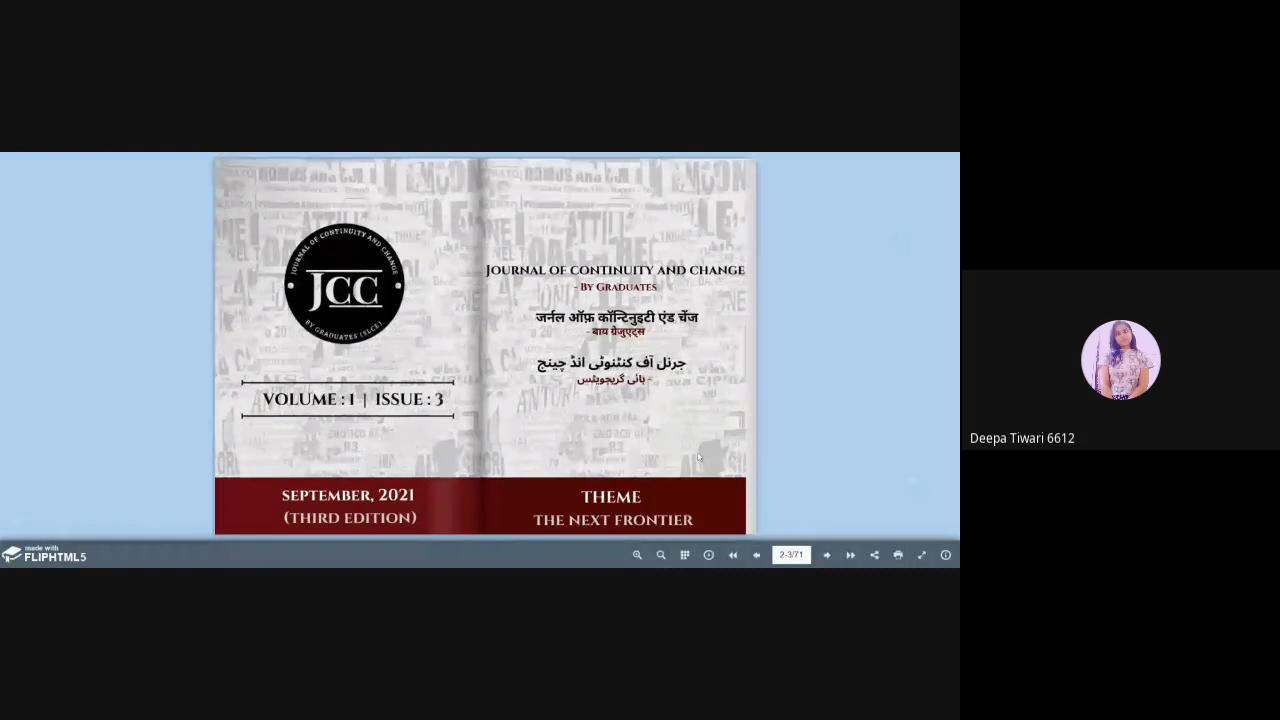 JOURNAL OF CONTINUITY AND CHANGE
JCC
BY GRADUATES (SLCE)
VOLUME : 1 | ISSUE : 3
SEPTEMBER, 2021
(THIRD EDITION)
JOURNAL OF CONTINUITY AND CHANGE
- BY GRADUATES
जर्नल ऑफ़ कॉन्टिनुइटी एंड चेंज
- बाय ग्रेजुएट्स
جرنل آف کنٹنوٹی انڈ چینج
- بائی گریجویٹس
THEME
THE NEXT FRONTIER
made with
FLIPHTML5
2-3/71
Deepa Tiwari 6612